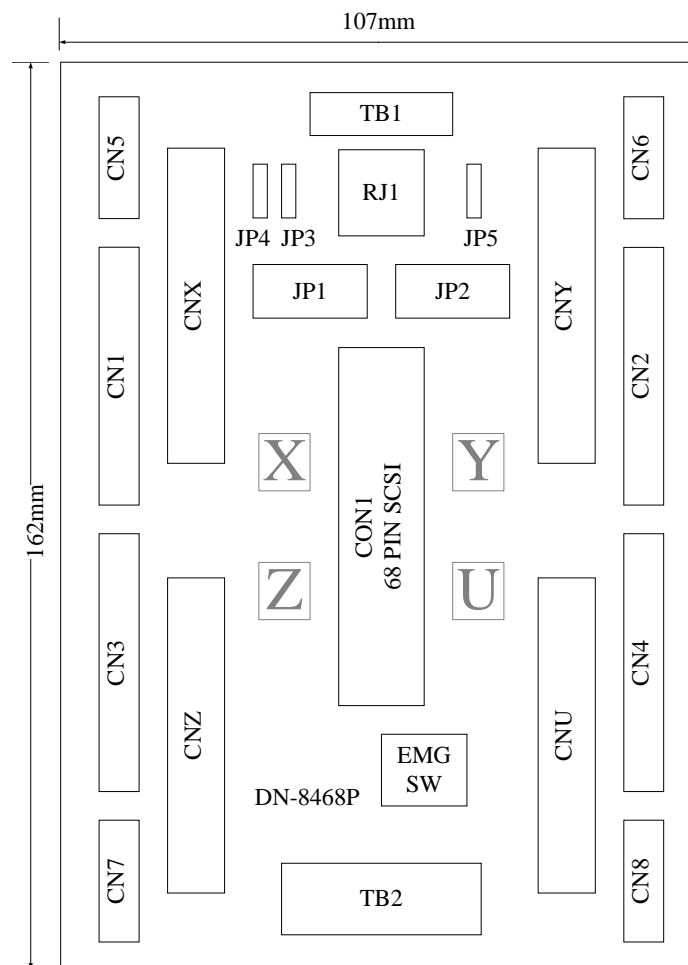 107mm
TB1
CN5
CN6
RJ1
JP4
JP3
JP5
CNX
CNY
JP1
JP2
CN1
CN2
X
Y
162mm
CON1
68 PIN SCSI
Z
U
CN3
CN4
CNZ
CNU
EMG
SW
DN-8468P
CN7
CN8
TB2